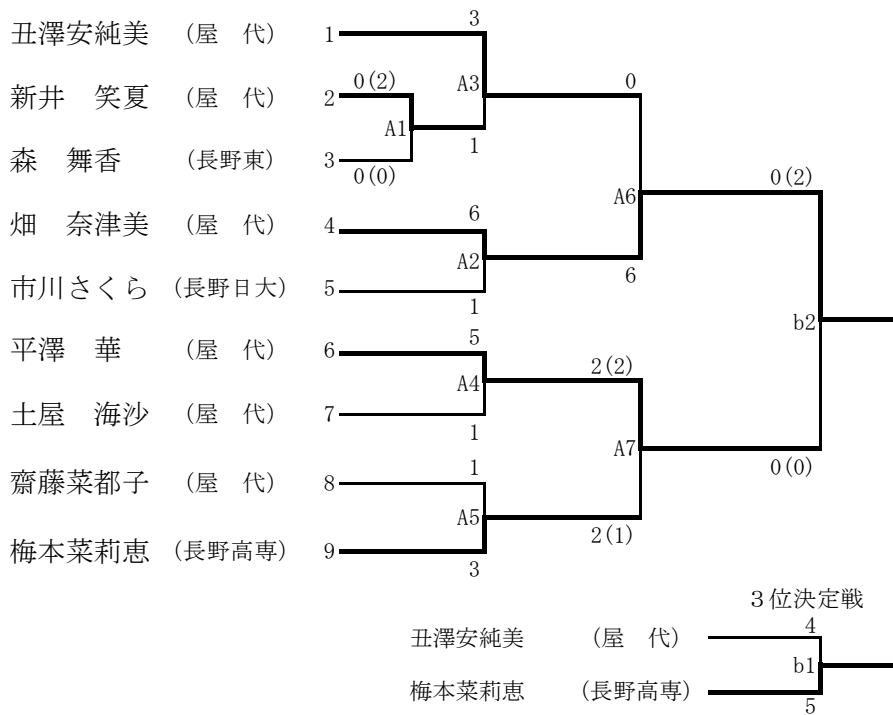 丑澤安純美 （屋　代） 1 3
新井　笑夏 （屋　代） 2 0(2) A3 0
A1
森　舞香 （長野東） 3 0(0) 1
A6 0(2)
畑　奈津美 （屋　代） 4 6
A2
市川さくら （長野日大） 5 1 6
b2
平澤　華 （屋　代） 6 5
A4 2(2)
土屋　海沙 （屋　代） 7 1
A7
齋藤菜都子 （屋　代） 8 1 0(0)
A5
梅本菜莉恵 （長野高専） 9 3 2(1)
３位決定戦
丑澤安純美 （屋　代） 4
b1
梅本菜莉恵 （長野高専） 5